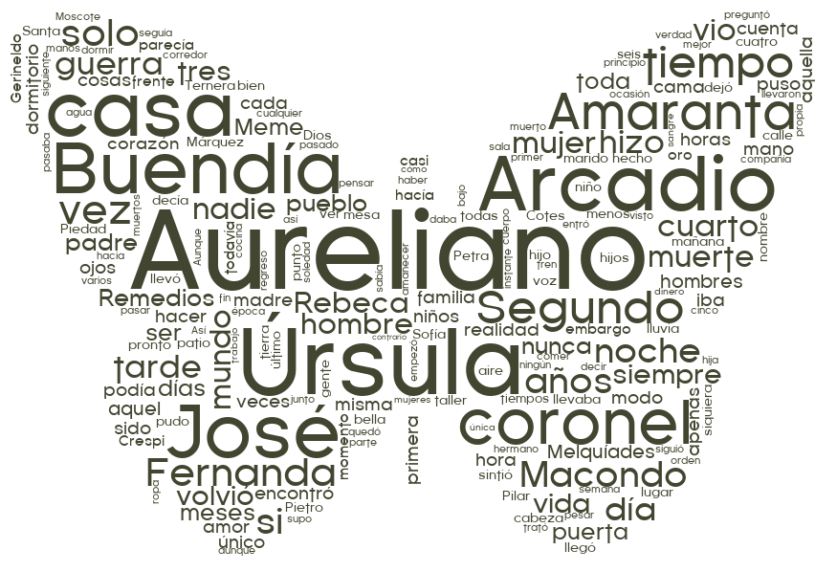 Moscote
Santa
solo
seguía
parecía
manos
dormir
corredor
Gerineldo
dormitorio
siguiente
guerra
cosas
frente
tres
Ternera
bien
casa
agua
cada
cualquier
Meme
Dios
corazón
Márquez
pasado
pasaba
Buendía
pensar
vez
decía
nadie
pueblo
así
ver
mesa
Piedad
muertos
padre
hacia
Aunque
todavía
cocina
ojos
varios
llevó
regreso
punto
soledad
preguntó
vio
cuenta
verdad
mejor
cuatro
aquella
seis
principio
tiempo
toda
cama
dejó
puso
ocasión
llevaron
propia
Amaranta
muerto
mujer
hizo
sangre
horas
calle
mano
sala
primer
marido
hecho
oro
compañía
casi
como
haber
hacía
bajo
Arcadio
niño
daba
todas
Cotes
entró
menos
visto
cuarto
mañana
nombre
Aureliano
sabía
amanecer
Petra
instante
cuerpo
hijo
tren
voz
hijos
muerte
hombres
dinero
Remedios
fin
madre
Rebeca
familia
Segundo
iba
cinco
pasar
hacer
época
hombre
niños
realidad
embargo
lluvia
ser
Así
mundo
trabajo
tierra
último
contrario
empezó
Sofía
pronto
patio
Úrsula
aire
nunca
ningún
comer
noche
decir
hija
tarde
gente
años
siempre
podía
días
veces
junto
misma
mujeres
taller
tiempos
llevaba
modo
apenas
siquiera
aquel
sido
pudo
Crespi
José
bella
quedó
parte
momento
primera
coronel
única
hermano
Melquíades
siguió
orden
Fernanda
hora
sintió
Macondo
ropa
volvió
encontró
Pilar
semana
lugar
meses
Pietro
vida
día
amor
si
supo
cabeza
pesar
trató
puerta
único
aunque
llegó